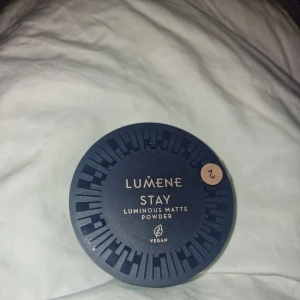 LUMENE
STAY
LUMINOUS MATTE
POWDER
VEGAN
2